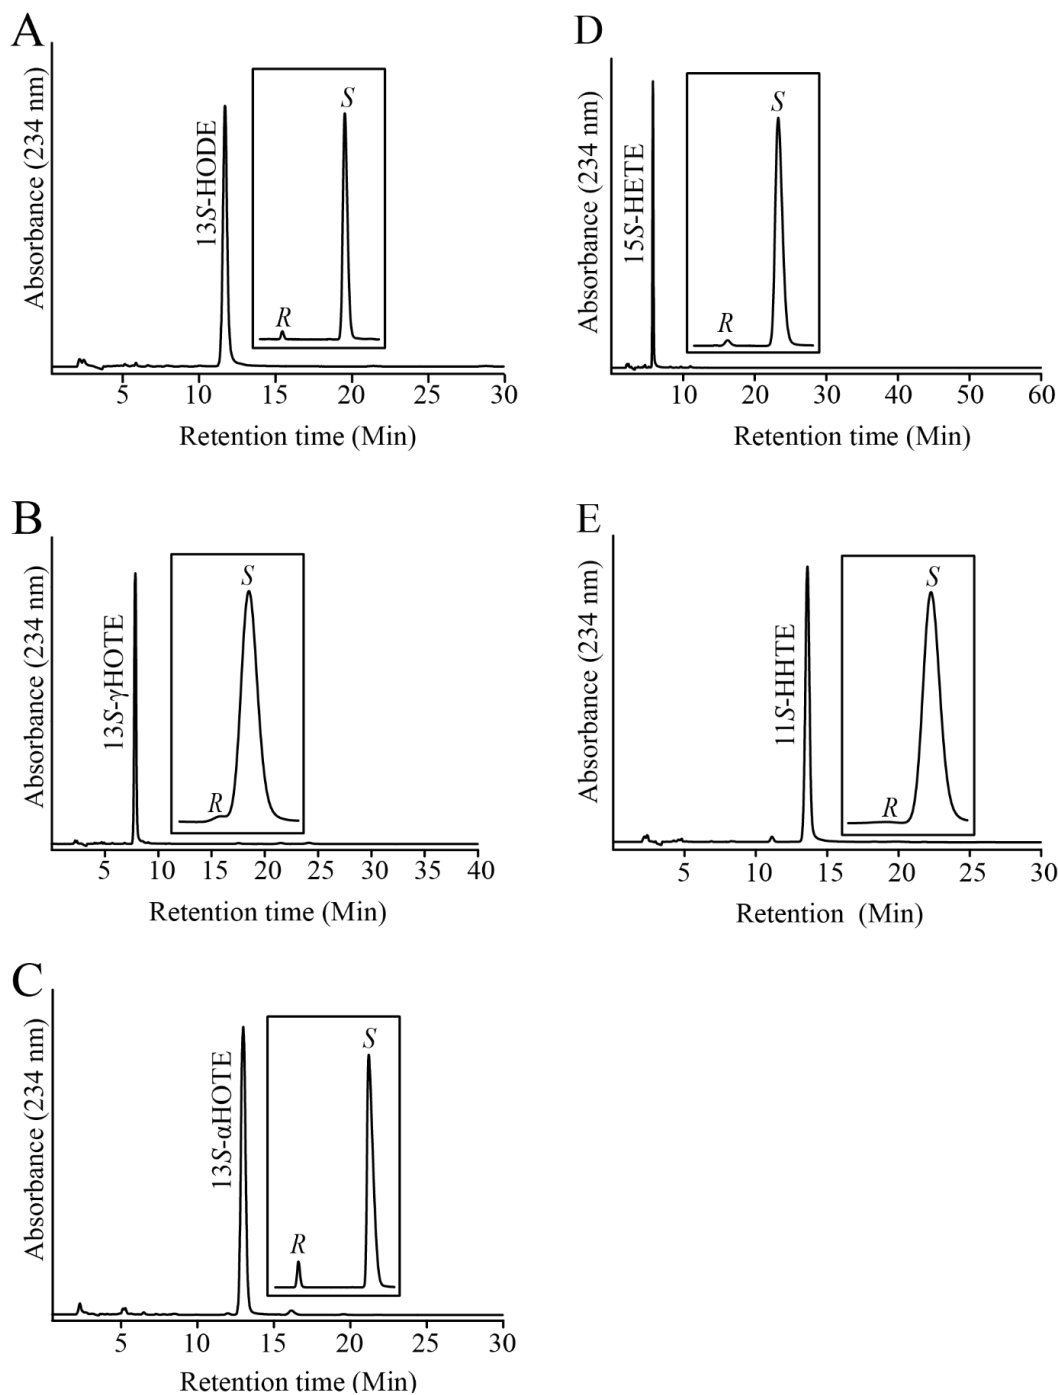 A
Absorbance (234 nm)
13S-HODE
R
S
5 10 15 20 25 30
Retention time (Min)
B
Absorbance (234 nm)
13S-γHOTE
R
S
5 10 15 20 25 30 35 40
Retention time (Min)
C
Absorbance (234 nm)
13S-αHOTE
R
S
5 10 15 20 25 30
Retention time (Min)
D
Absorbance (234 nm)
15S-HETE
R
S
10 20 30 40 50 60
Retention time (Min)
E
Absorbance (234 nm)
11S-HHTE
R
S
5 10 15 20 25 30
Retention (Min)